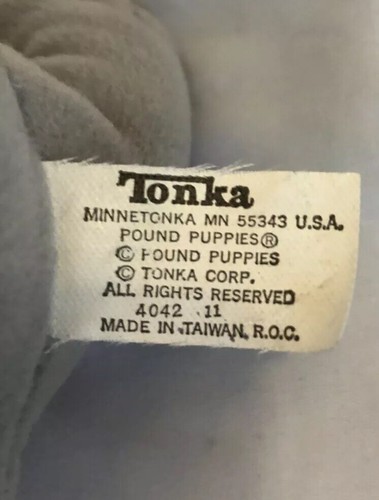 Tonka
MINNETONKA MN 55343 U.S.A.
POUND PUPPIES®
© POUND PUPPIES
© TONKA CORP.
ALL RIGHTS RESERVED
4042 11
MADE IN TAIWAN, R.O.C.